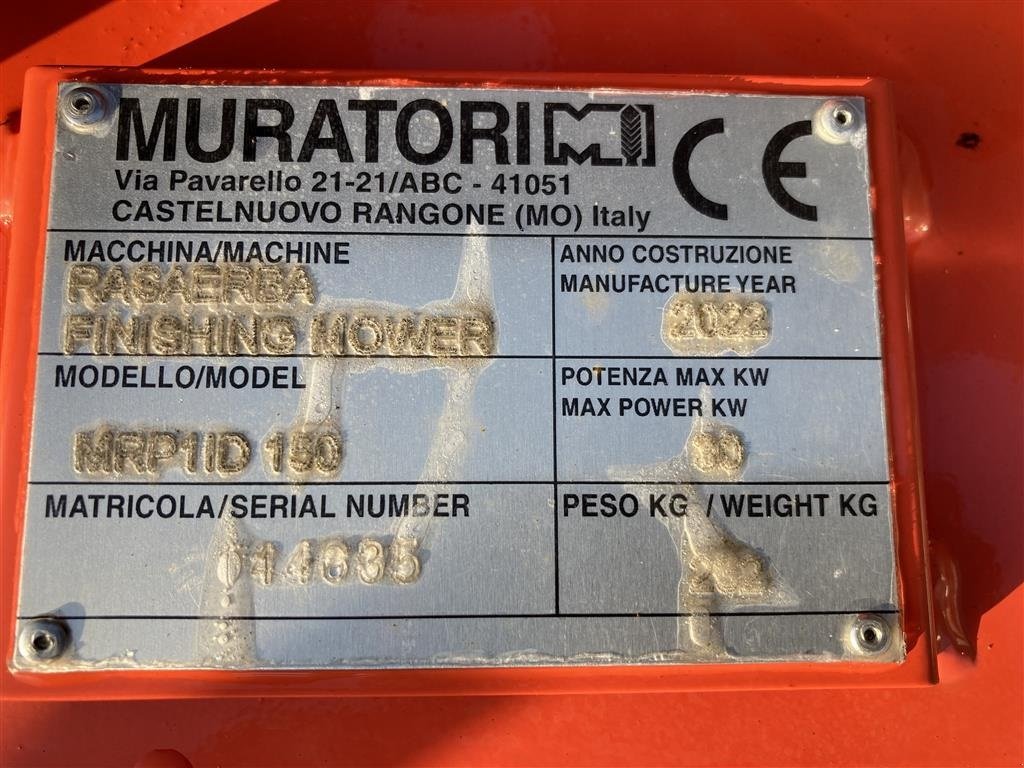 MURATORI
CE
Via Pavarello 21-21/ABC - 41051
CASTELNUOVO RANGONE (MO) Italy
MACCHINA/MACHINE
RASAERBA
FINISHING MOWER
ANNO COSTRUZIONE
MANUFACTURE YEAR
2022
MODELLO/MODEL
MRP1ID 150
POTENZA MAX KW
MAX POWER KW
MATRICOLA/SERIAL NUMBER
PESO KG / WEIGHT KG